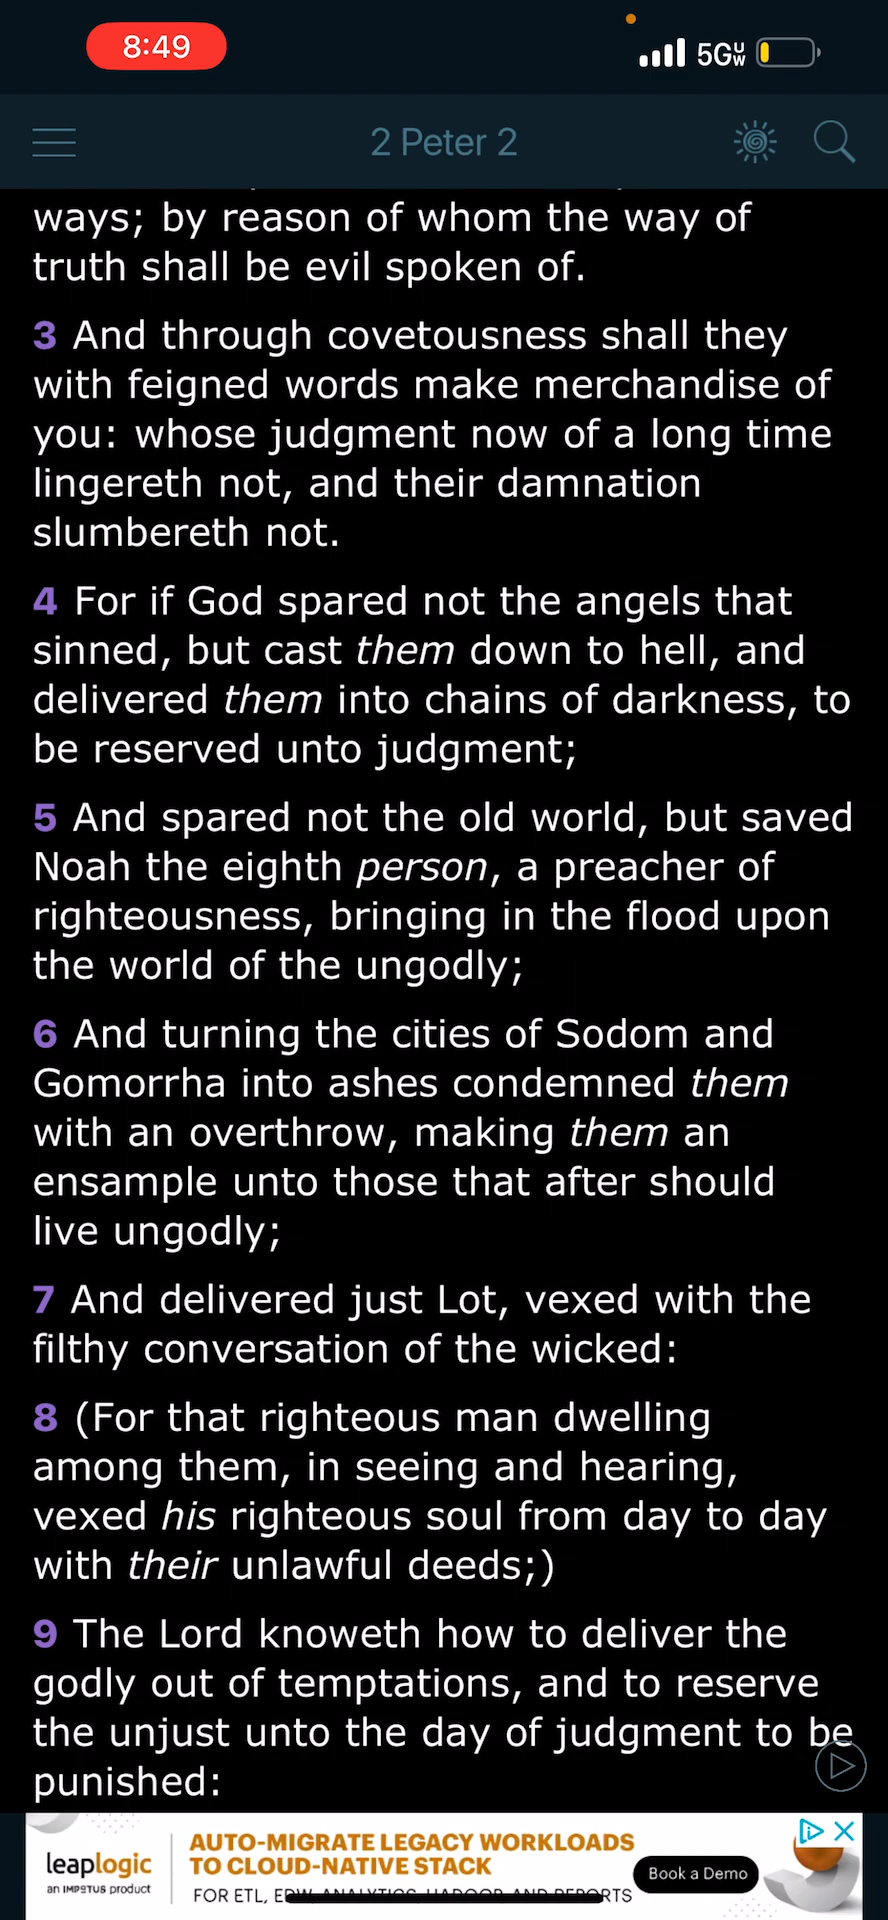 8:49
5GUW
2 Peter 2
ways; by reason of whom the way of
truth shall be evil spoken of.
3 And through covetousness shall they
with feigned words make merchandise of
you: whose judgment now of a long time
lingereth not, and their damnation
slumbereth not.
4 For if God spared not the angels that
sinned, but cast them down to hell, and
delivered them into chains of darkness, to
be reserved unto judgment;
5 And spared not the old world, but saved
Noah the eighth person, a preacher of
righteousness, bringing in the flood upon
the world of the ungodly;
6 And turning the cities of Sodom and
Gomorrha into ashes condemned them
with an overthrow, making them an
ensample unto those that after should
live ungodly;
7 And delivered just Lot, vexed with the
filthy conversation of the wicked:
8 (For that righteous man dwelling
among them, in seeing and hearing,
vexed his righteous soul from day to day
with their unlawful deeds;)
9 The Lord knoweth how to deliver the
godly out of temptations, and to reserve
the unjust unto the day of judgment to be
punished:
leaplogic
an IMPETUS product
AUTO-MIGRATE LEGACY WORKLOADS
TO CLOUD-NATIVE STACK
FOR ETL, EDW, ANALYTICS, HADOOP AND REPORTS
Book a Demo